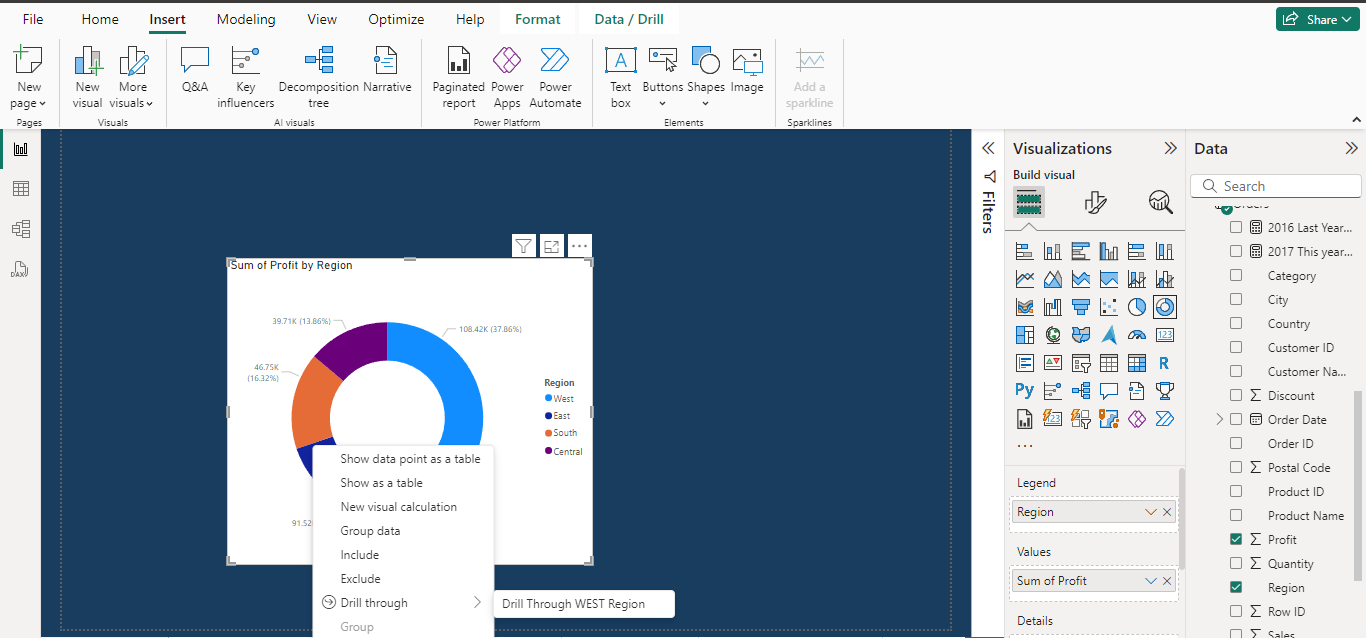 File Home Insert Modeling View Optimize Help Format Data / Drill Share
New page
New visual
More visuals
Q&A
Key influencers
Decomposition tree
Narrative
Paginated report
Power Apps
Power Automate
Text box
Buttons
Shapes
Image
Add a sparkline
Pages Visuals AI visuals Power Platform Elements Sparklines
DAX
Sum of Profit by Region
39.71K (13.86%)
108.42K (37.86%)
46.75K
(16.32%)
91.52
Region
West
East
South
Central
Show data point as a table
Show as a table
New visual calculation
Group data
Include
Exclude
Drill through
Group
Drill Through WEST Region
Filters
Visualizations
Build visual
123
R
Py
123
Legend
Region
Values
Sum of Profit
Details
Data
Search
Orders
2016 Last Year...
2017 This year...
Category
City
Country
Customer ID
Customer Na...
Discount
Order Date
Order ID
Postal Code
Product ID
Product Name
Profit
Quantity
Region
Row ID
Sales